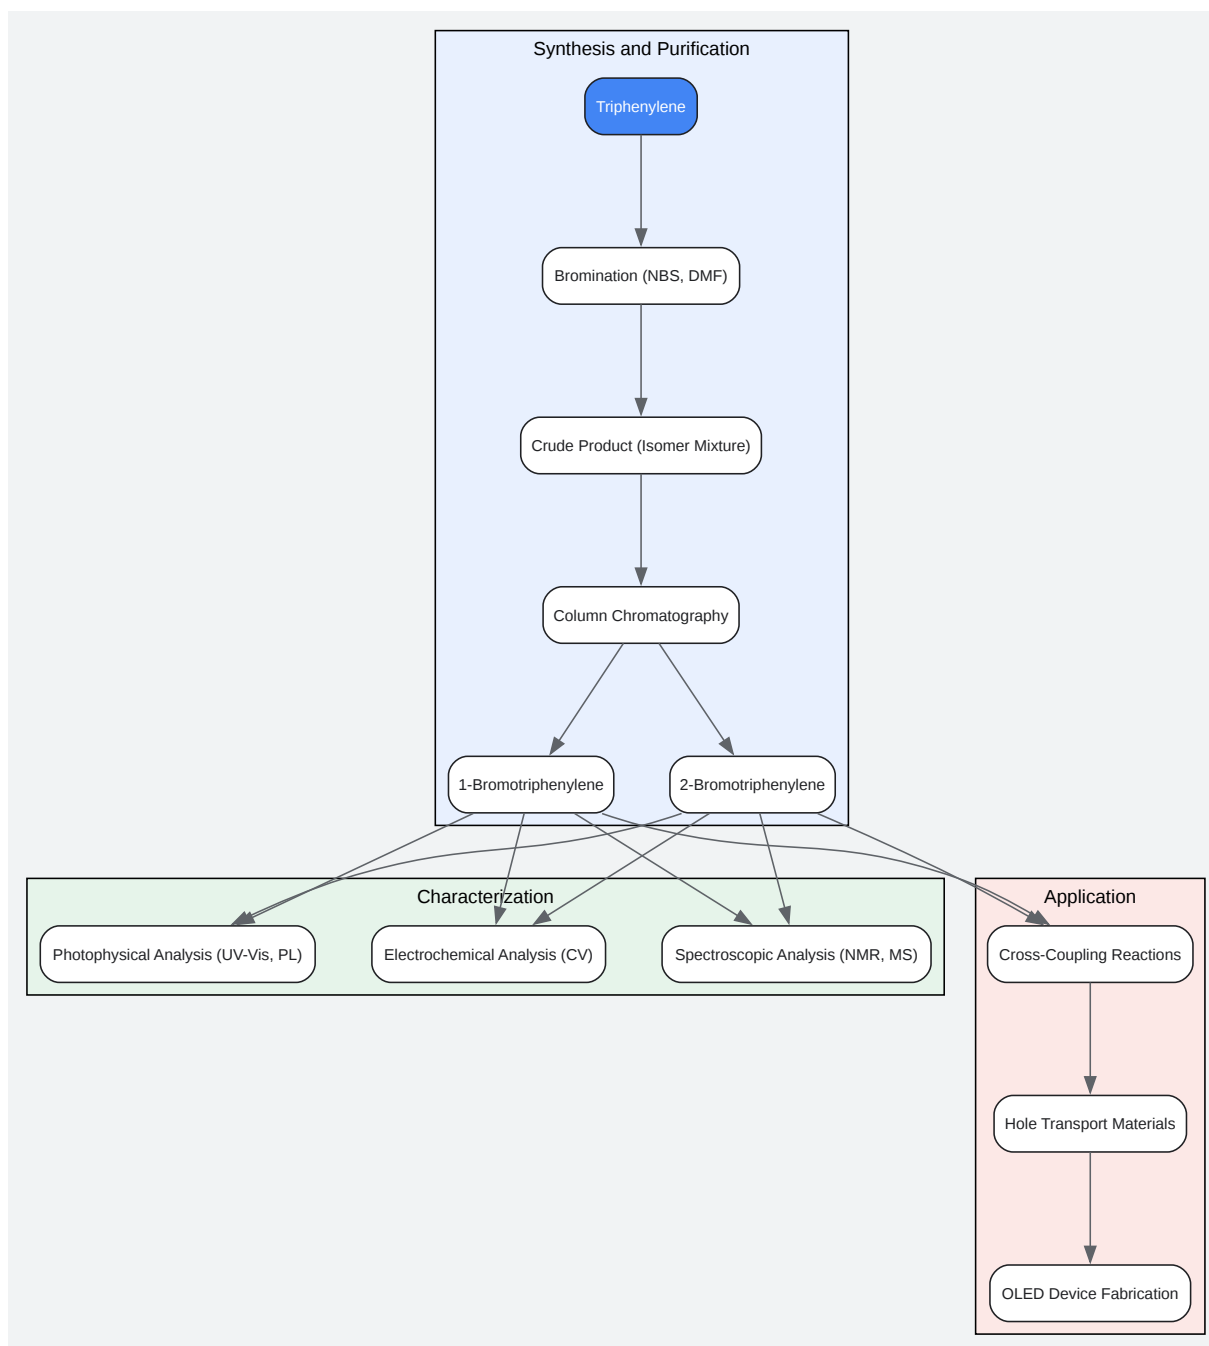 Synthesis and Purification
Triphenylene
Bromination (NBS, DMF)
Crude Product (Isomer Mixture)
Column Chromatography
1-Bromotriphenylene
2-Bromotriphenylene
Characterization
Photophysical Analysis (UV-Vis, PL)
Electrochemical Analysis (CV)
Spectroscopic Analysis (NMR, MS)
Application
Cross-Coupling Reactions
Hole Transport Materials
OLED Device Fabrication